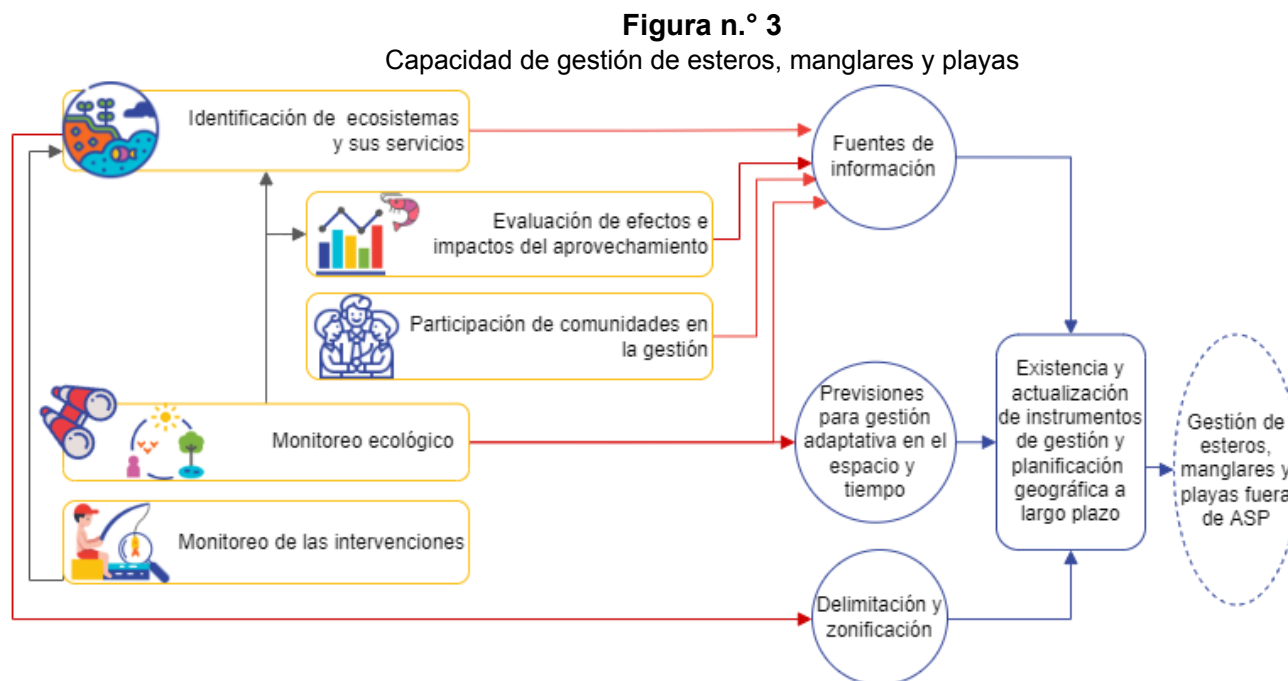 Figura n.° 3
Capacidad de gestión de esteros, manglares y playas
Identificación de ecosistemas
y sus servicios
Evaluación de efectos e
impactos del aprovechamiento
Participación de comunidades en
la gestión
Monitoreo ecológico
Monitoreo de las intervenciones
Fuentes de
información
Previsiones
para gestión
adaptativa en el
espacio y
tiempo
Delimitación y
zonificación
Existencia y
actualización
de instrumentos
de gestión y
planificación
geográfica a
largo plazo
Gestión de
esteros,
manglares y
playas fuera
de ASP